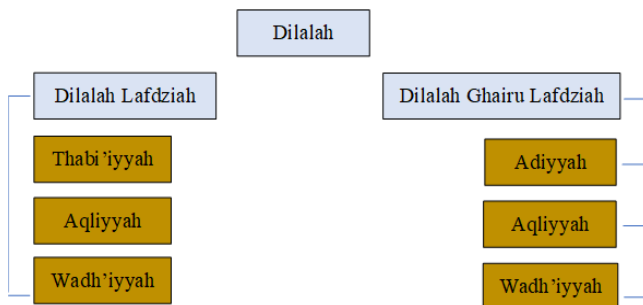 Dilalah
Dilalah Lafdziah
Dilalah Ghairu Lafdziah
Thabi'iyyah
Adiyyah
Aqliyyah
Aqliyyah
Wadh'iyyah
Wadh'iyyah